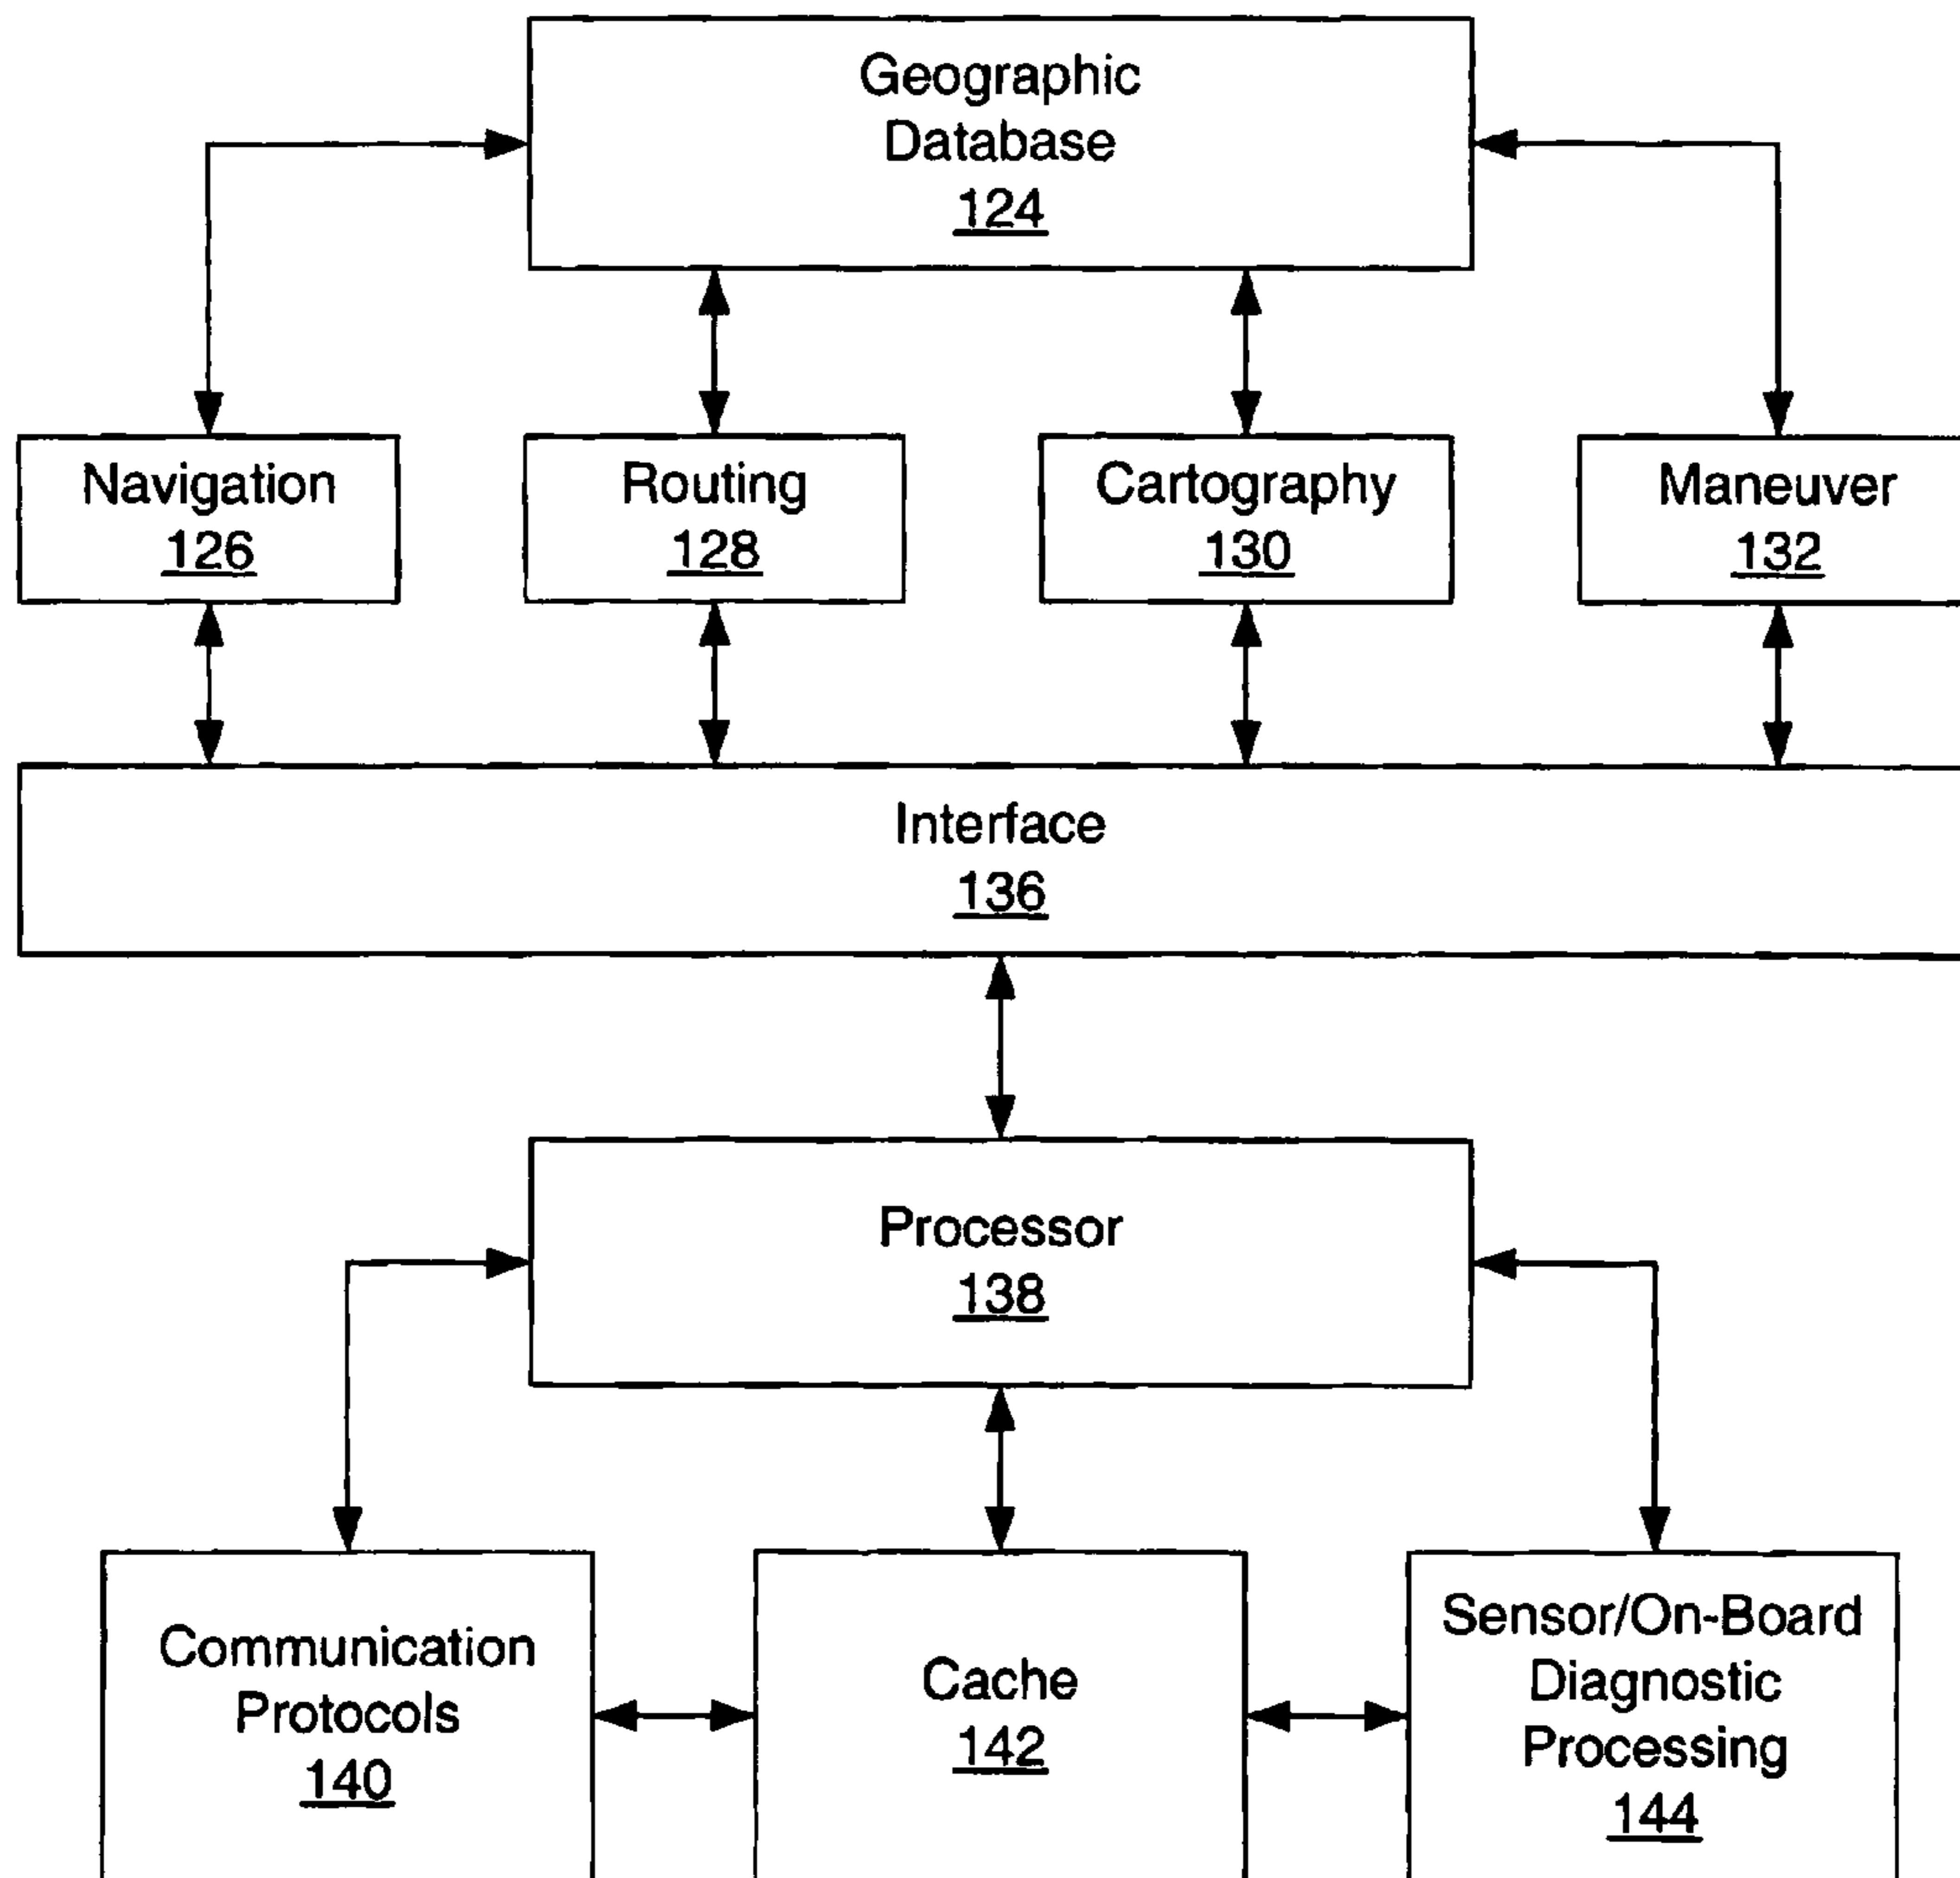 Geographic
Database
124
Navigation
126
Routing
128
Cartography
130
Maneuver
132
Interface
136
Processor
138
Communication
Protocols
140
Cache
142
Sensor/On-Board
Diagnostic
Processing
144